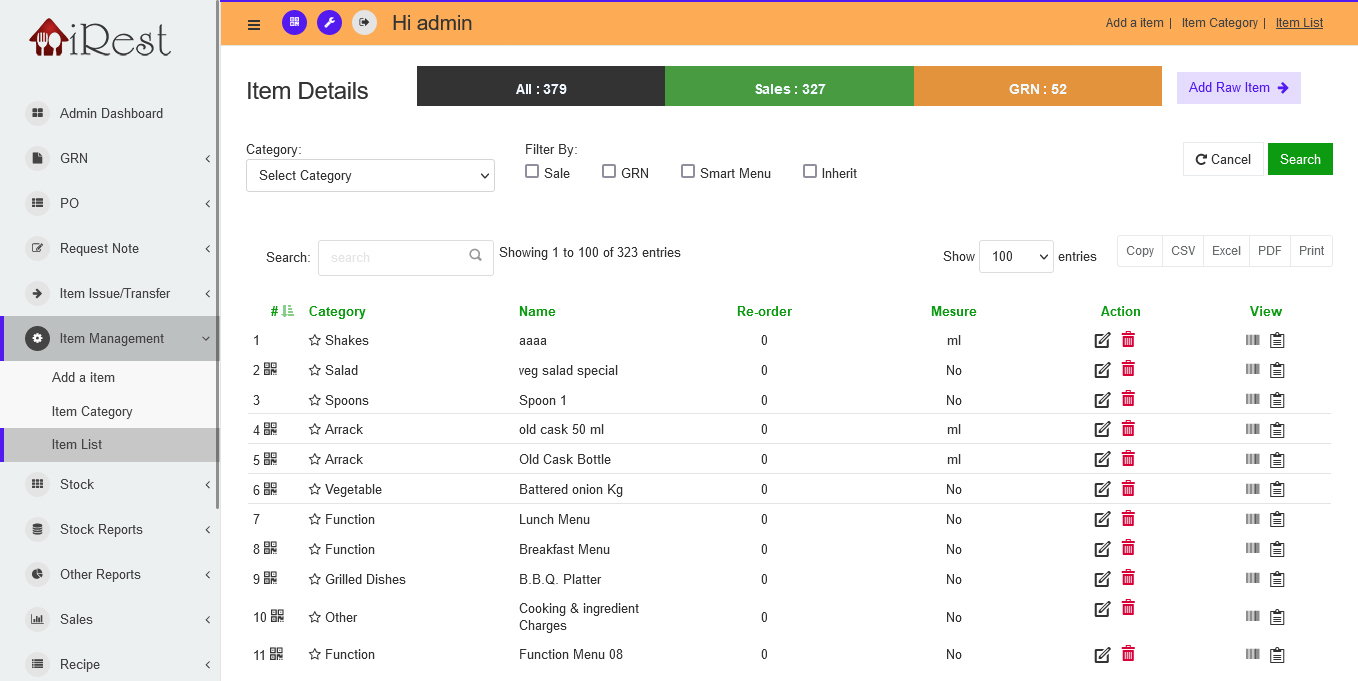 iRest
Hi admin
Add a item | Item Category | Item List
Admin Dashboard
GRN
PO
Request Note
Item Issue/Transfer
Item Management
Add a item
Item Category
Item List
Stock
Stock Reports
Other Reports
Sales
Recipe
Item Details
All : 379 Sales : 327 GRN : 52
Add Raw Item
Category:
Select Category
Filter By:
Sale GRN Smart Menu Inherit
Cancel Search
Search: search Showing 1 to 100 of 323 entries
Show 100 entries
Copy CSV Excel PDF Print
# Category Name Re-order Mesure Action View
1 Shakes aaaa 0 ml
2 Salad veg salad special 0 No
3 Spoons Spoon 1 0 No
4 Arrack old cask 50 ml 0 ml
5 Arrack Old Cask Bottle 0 ml
6 Vegetable Battered onion Kg 0 No
7 Function Lunch Menu 0 No
8 Function Breakfast Menu 0 No
9 Grilled Dishes B.B.Q. Platter 0 No
10 Other Cooking & ingredient 0 No
Charges
11 Function Function Menu 08 0 No